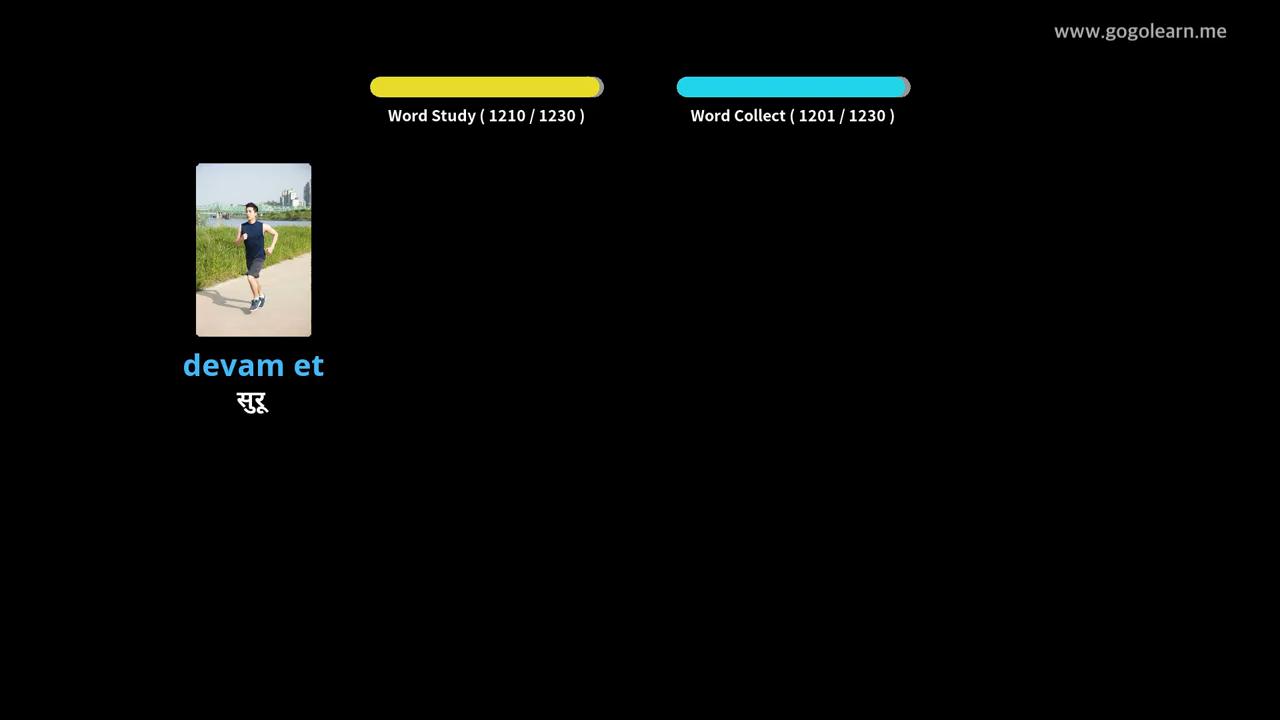 www.gogolearn.me
Word Study ( 1210 / 1230 )
Word Collect ( 1201 / 1230 )
devam et
सुरू